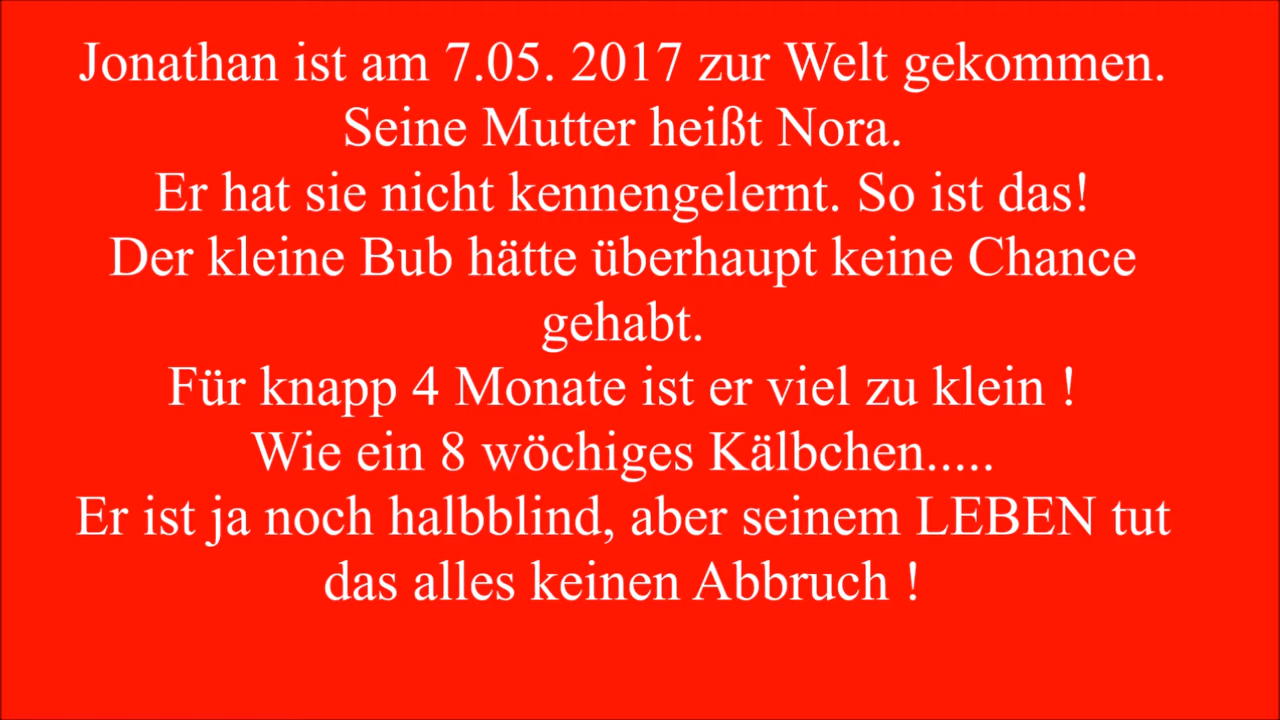 Jonathan ist am 7.05. 2017 zur Welt gekommen.
Seine Mutter heißt Nora.
Er hat sie nicht kennengelernt. So ist das!
Der kleine Bub hätte überhaupt keine Chance
gehabt.
Für knapp 4 Monate ist er viel zu klein !
Wie ein 8 wöchiges Kälbchen.....
Er ist ja noch halbblind, aber seinem LEBEN tut
das alles keinen Abbruch !